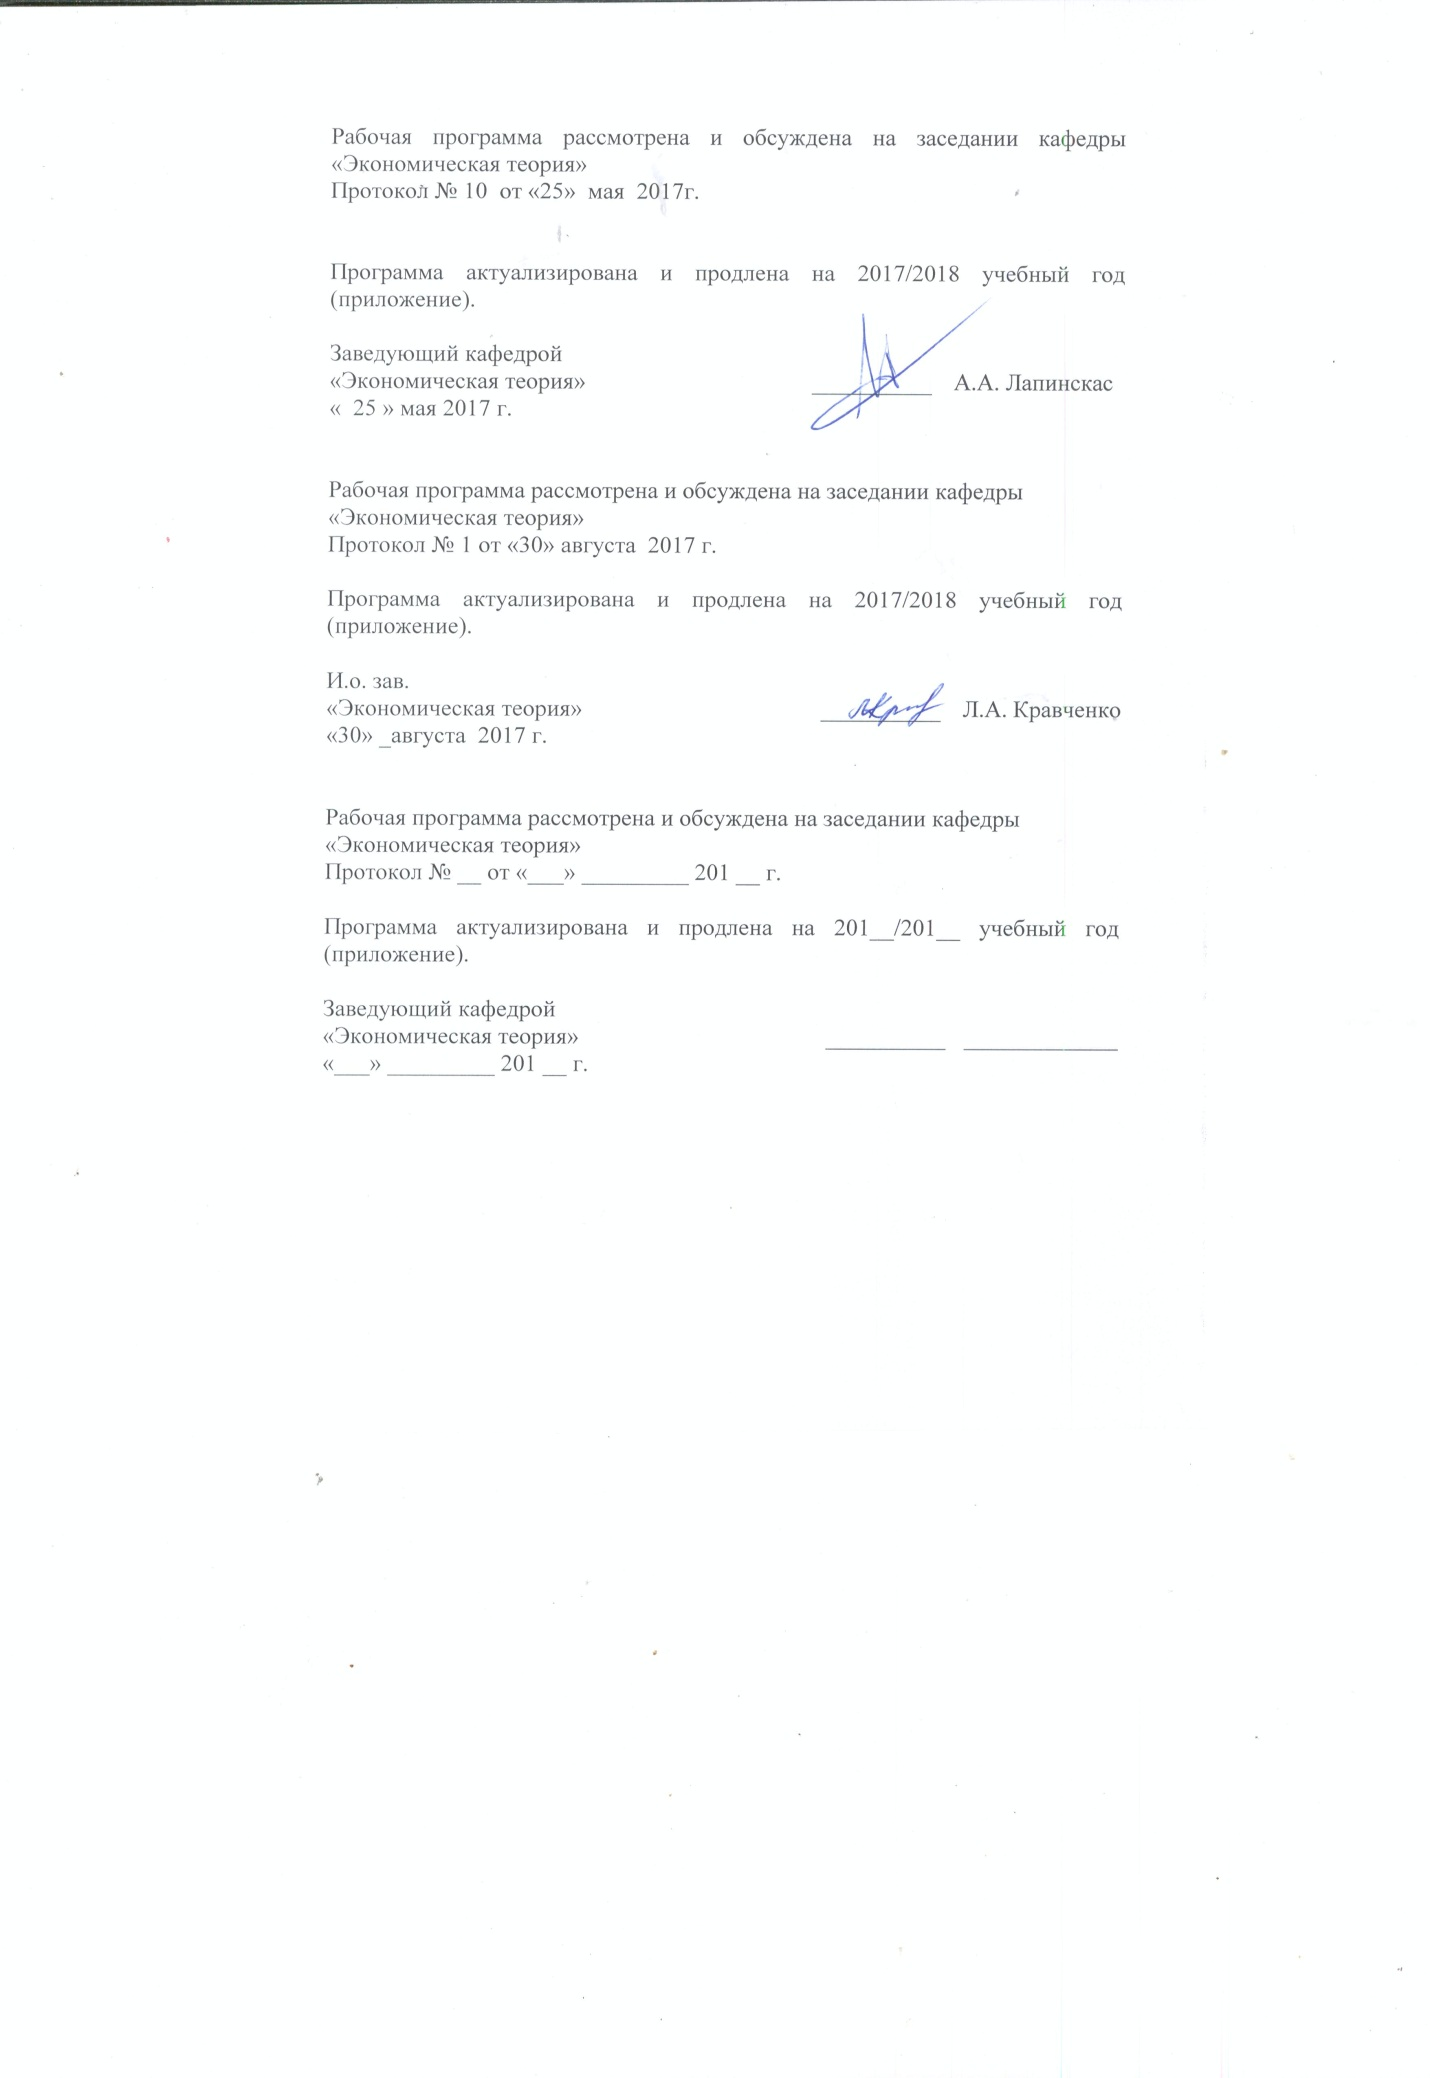 Рабочая программа рассмотрена и обсуждена на заседании кафедры
«Экономическая теория»
Протокол № 10 от «25» мая 2017г.
Программа актуализирована и продлена на 2017/2018 учебный год
(приложение).
Заведующий кафедрой
«Экономическая теория» __________ А.А. Лапинскас
« 25 » мая 2017 г.
Рабочая программа рассмотрена и обсуждена на заседании кафедры
«Экономическая теория»
Протокол № 1 от «30» августа 2017 г.
Программа актуализирована и продлена на 2017/2018 учебный год
(приложение).
И.о. зав.
«Экономическая теория» __________ Л.А. Кравченко
«30» _августа 2017 г.
Рабочая программа рассмотрена и обсуждена на заседании кафедры
«Экономическая теория»
Протокол № __ от «___» _________ 201 __ г.
Программа актуализирована и продлена на 201__/201__ учебный год
(приложение).
Заведующий кафедрой
«Экономическая теория» __________ _____________
«___» _________ 201 __ г.